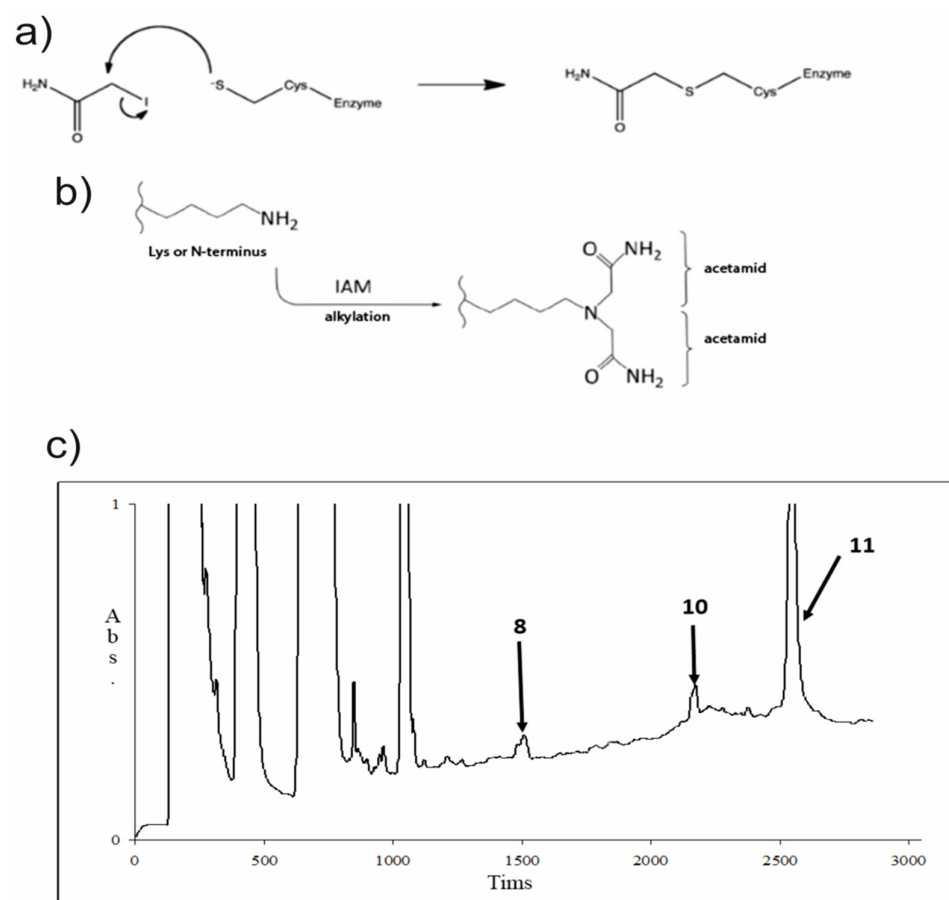 a)
H₂N
O
I
⁻S
Cys
Enzyme
H₂N
O
S
Cys
Enzyme
b)
NH₂
Lys or N-terminus
IAM
alkylation
N
O
NH₂
acetamid
O
NH₂
acetamid
c)
1
Abs.
0
8
10
11
0 500 1000 1500 2000 2500 3000
Tims